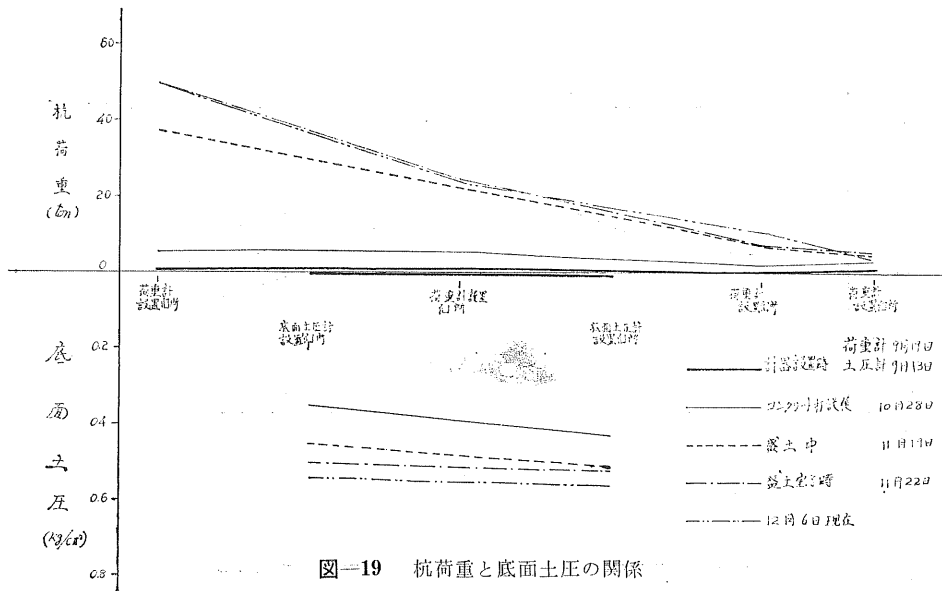 60
40
20
0
杭荷重
(ton)
荷重計
設置個所
荷重計設置
個所
荷重計
設置個所
荷重計
設置個所
底面土圧計
設置個所
底面土圧計
設置個所
0.2
0.4
0.6
0.8
底面土圧
(kg/cm²)
計器設置時 荷重計 9月17日
土圧計 9月13日
コンクリート打設後 10月28日
盛土中 11月19日
盛土完了時 11月22日
12月6日現在
図—19 杭荷重と底面土圧の関係